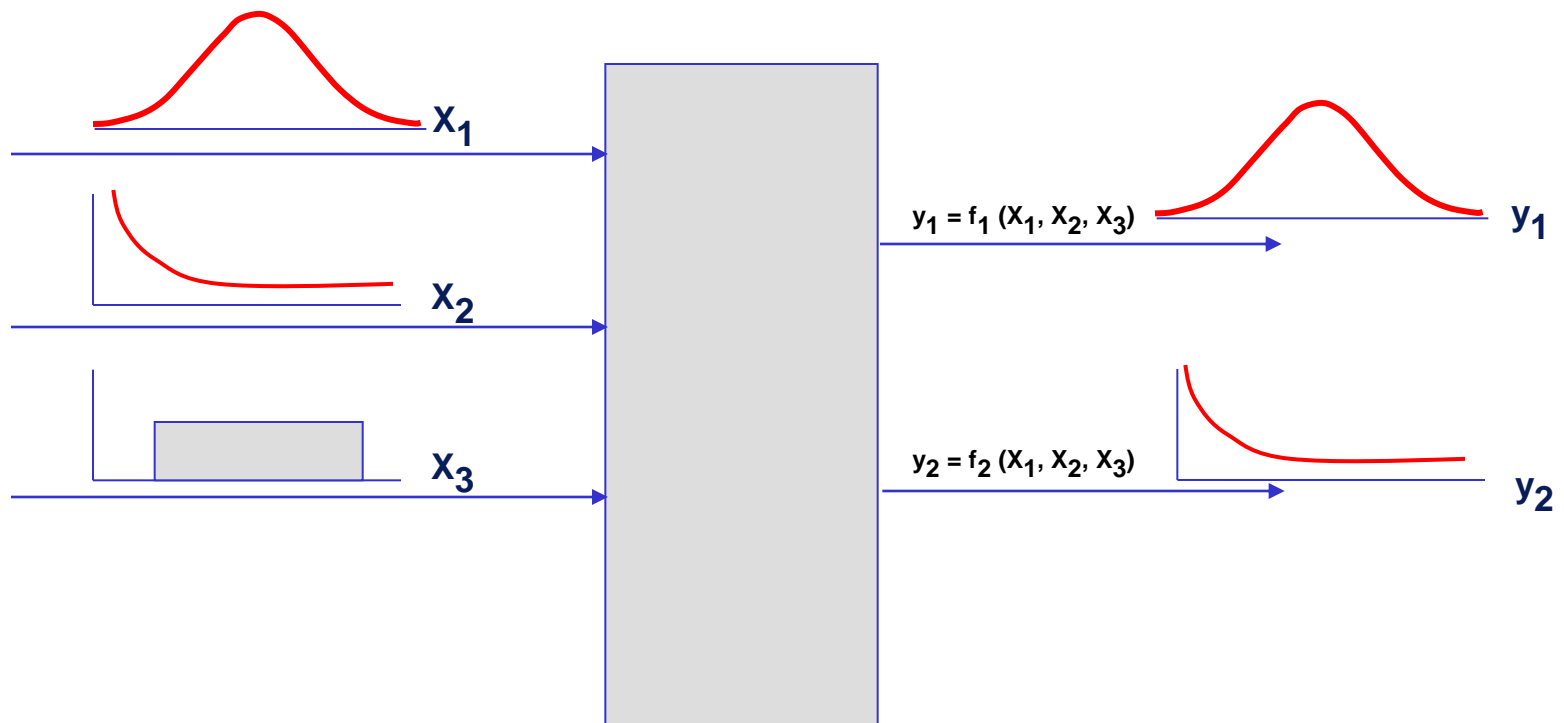 X1
X2
X3
y1 = f1 (X1, X2, X3)
y1
y2 = f2 (X1, X2, X3)
y2